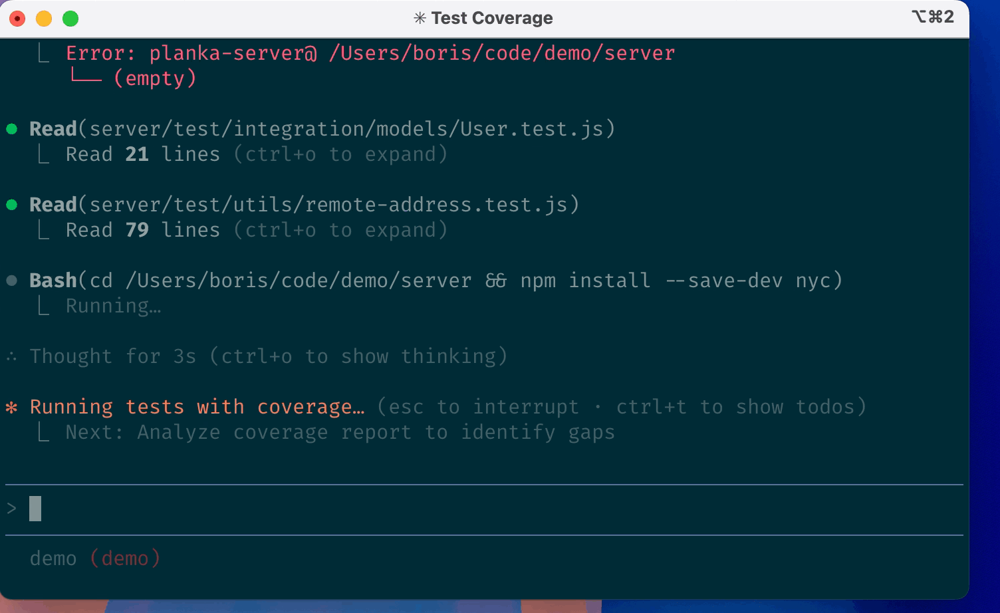 ✳ Test Coverage
⌥⌘2
⎿ Error: planka-server@ /Users/boris/code/demo/server
└── (empty)
● Read(server/test/integration/models/User.test.js)
⎿ Read 21 lines (ctrl+o to expand)
● Read(server/test/utils/remote-address.test.js)
⎿ Read 79 lines (ctrl+o to expand)
● Bash(cd /Users/boris/code/demo/server && npm install --save-dev nyc)
⎿ Running…
∴ Thought for 3s (ctrl+o to show thinking)
✻ Running tests with coverage… (esc to interrupt · ctrl+t to show todos)
⎿ Next: Analyze coverage report to identify gaps
>
demo (demo)